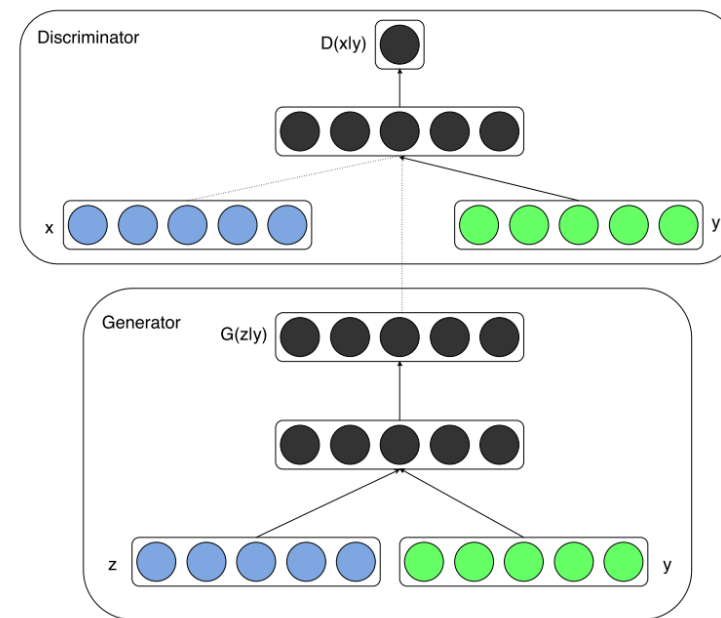 Discriminator
D(x|y)
x
y
Generator
G(z|y)
z
y